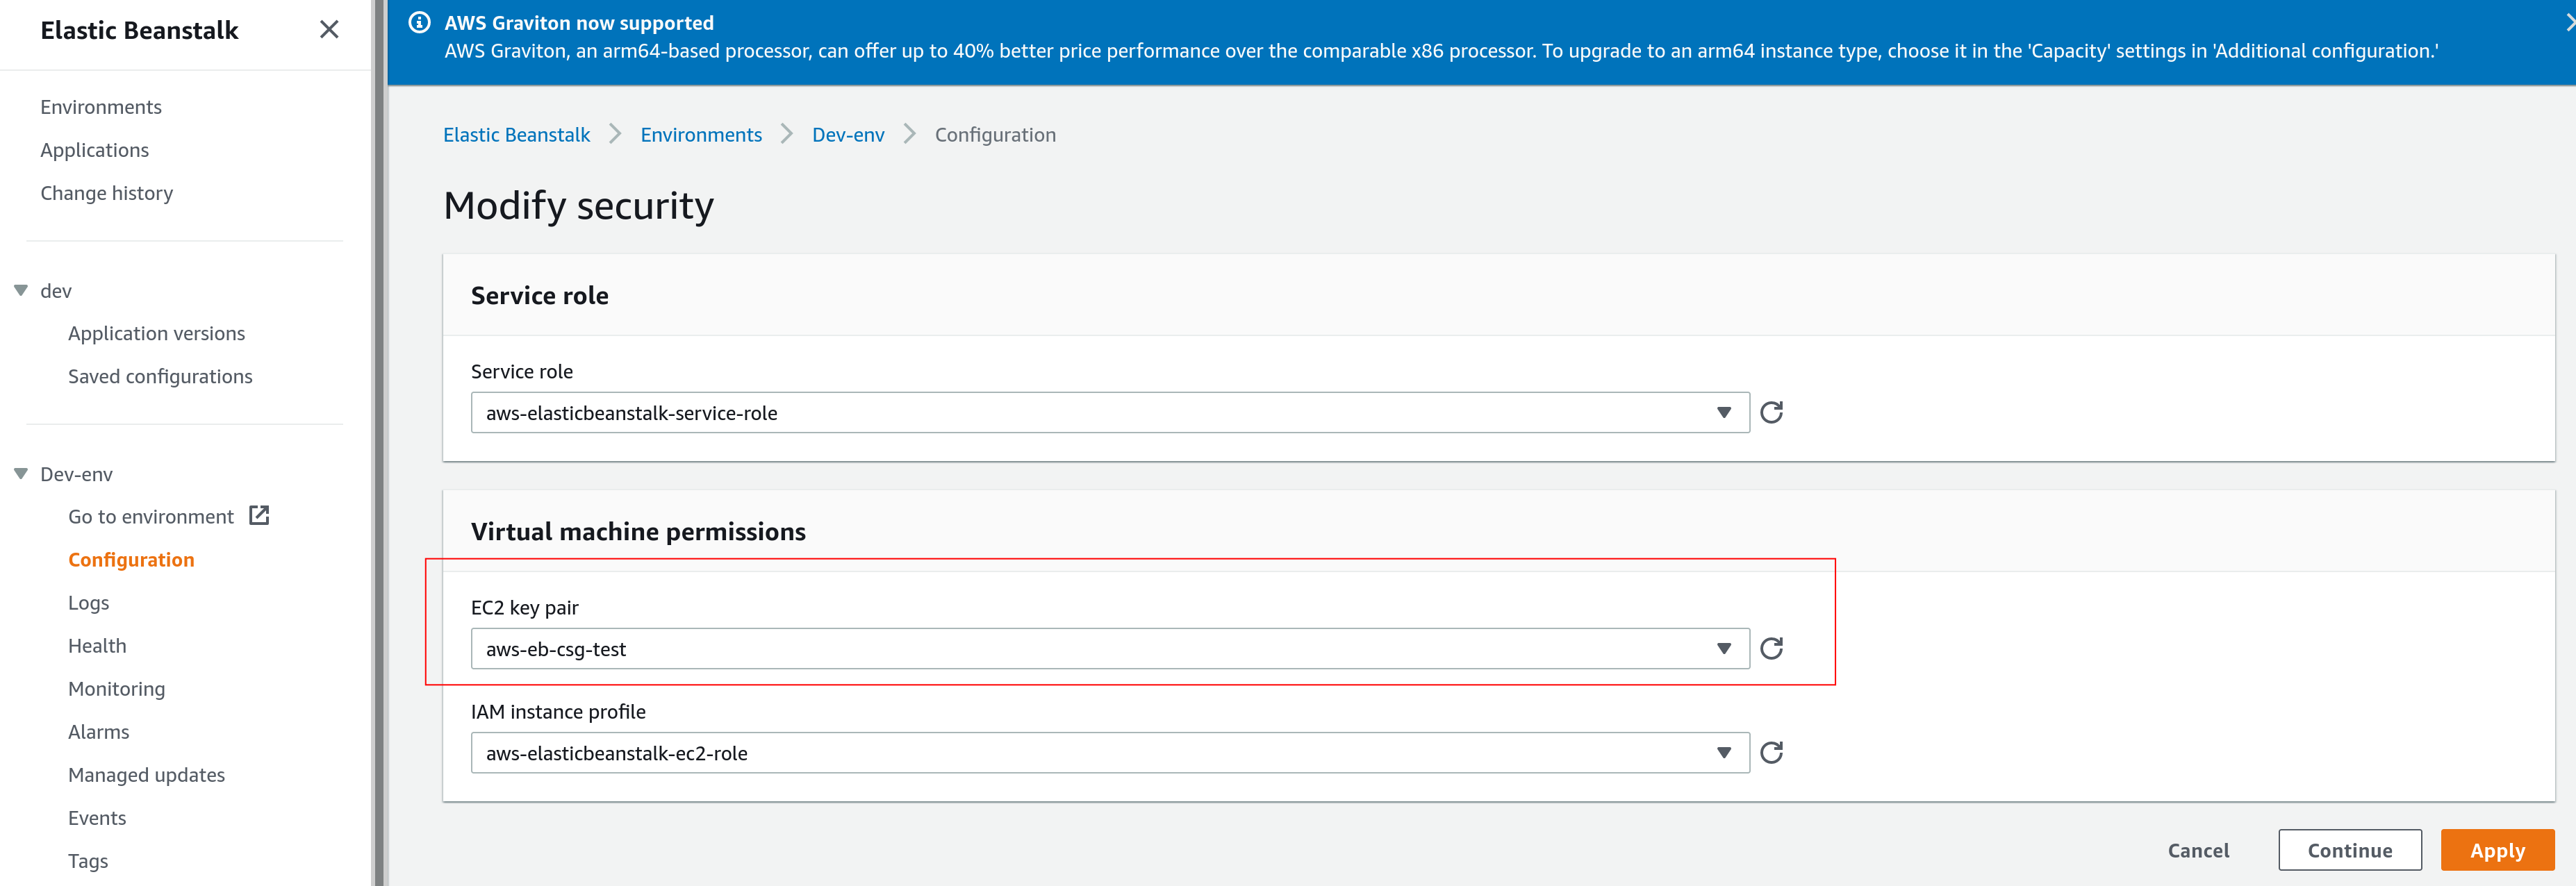 Elastic Beanstalk
Environments
Applications
Change history
dev
Application versions
Saved configurations
Dev-env
Go to environment
Configuration
Logs
Health
Monitoring
Alarms
Managed updates
Events
Tags
AWS Graviton now supported
AWS Graviton, an arm64-based processor, can offer up to 40% better price performance over the comparable x86 processor. To upgrade to an arm64 instance type, choose it in the 'Capacity' settings in 'Additional configuration.'
Elastic Beanstalk > Environments > Dev-env > Configuration
Modify security
Service role
Service role
aws-elasticbeanstalk-service-role
Virtual machine permissions
EC2 key pair
aws-eb-csg-test
IAM instance profile
aws-elasticbeanstalk-ec2-role
Cancel Continue Apply